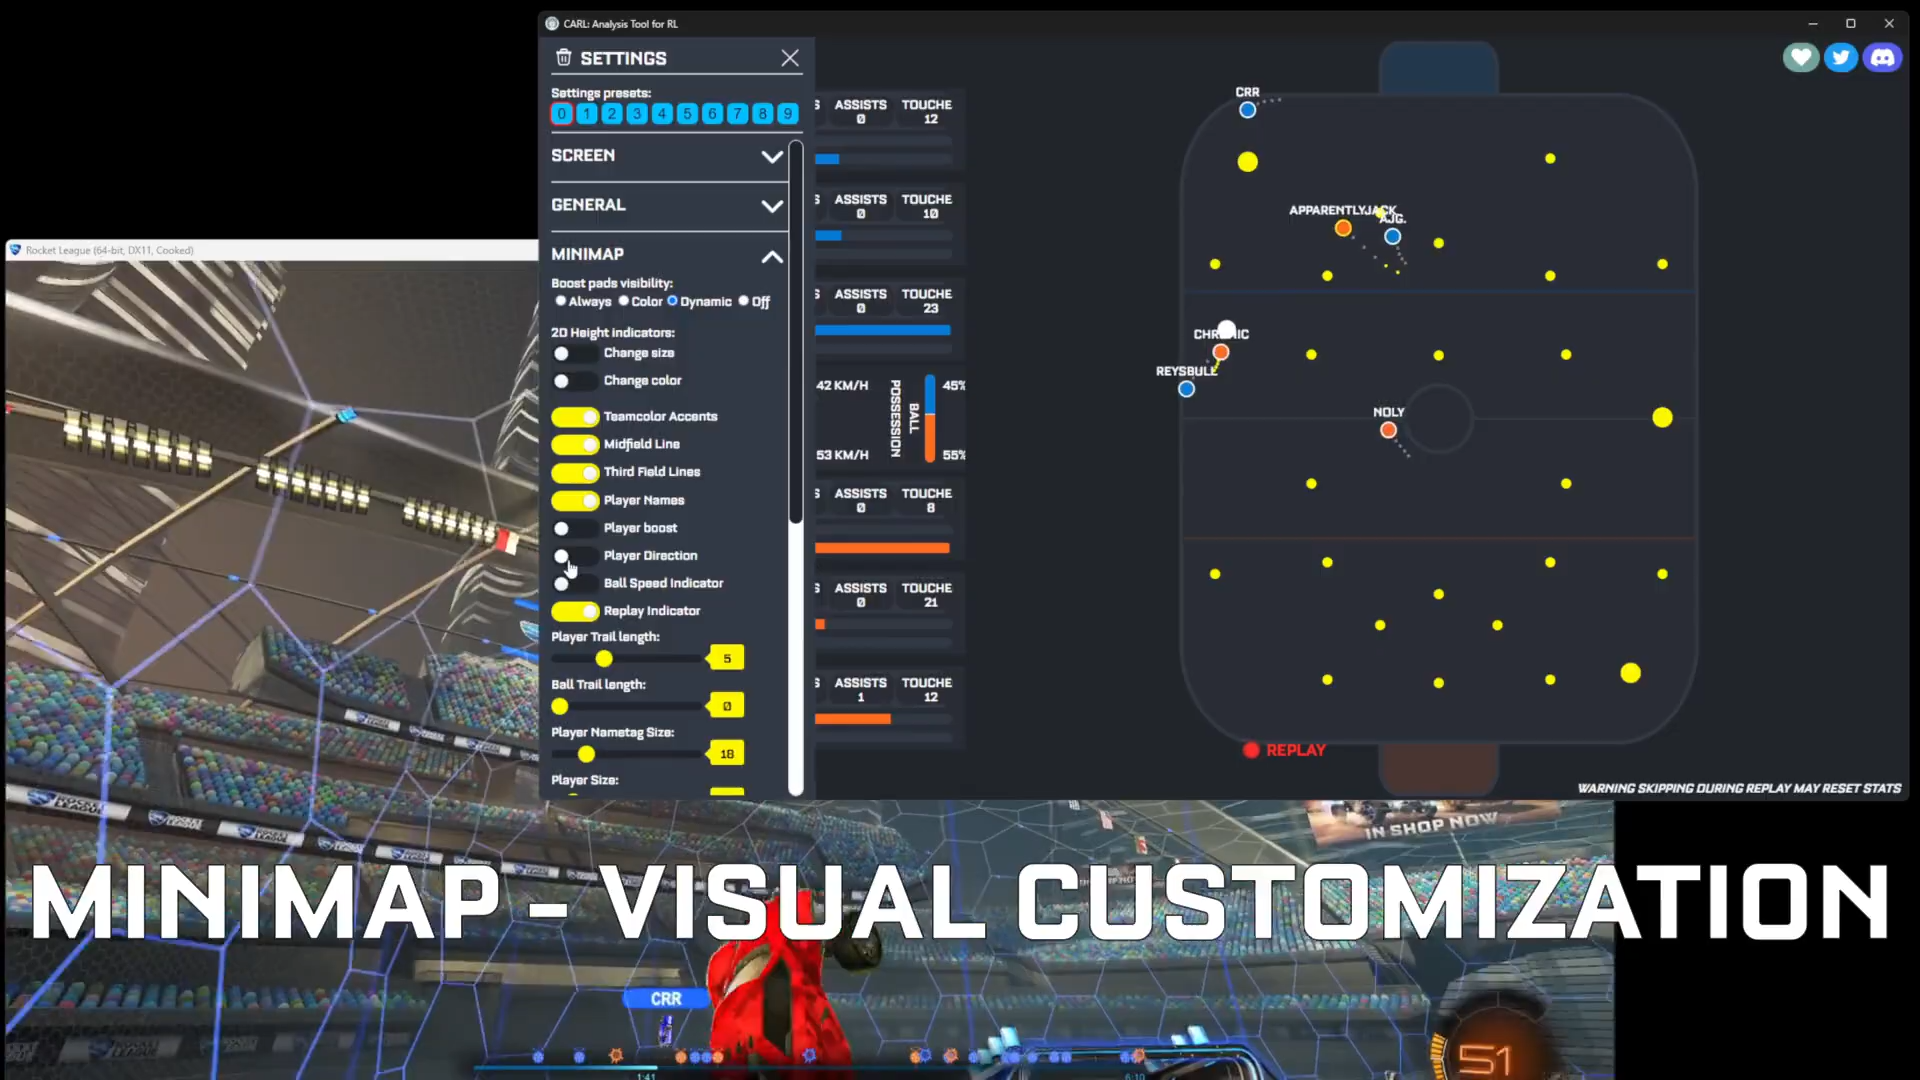 CARL: Analysis Tool for RL
SETTINGS
Settings presets:
0 1 2 3 4 5 6 7 8 9
SCREEN
GENERAL
MINIMAP
Boost pads visibility:
Always Color Dynamic Off
2D Height indicators:
Change size
Change color
Teamcolor Accents
Midfield Line
Third Field Lines
Player Names
Player boost
Player Direction
Ball Speed Indicator
Replay Indicator
Player Trail length:
5
Ball Trail length:
0
Player Nametag Size:
18
Player Size:
S ASSISTS TOUCHE
0 12
S ASSISTS TOUCHE
0 10
S ASSISTS TOUCHE
0 23
42 KM/H
53 KM/H
BALL
POSSESSION
45%
55%
S ASSISTS TOUCHE
0 8
S ASSISTS TOUCHE
0 21
S ASSISTS TOUCHE
1 12
CRR
APPARENTLYJACK
AJG.
REYSBULL
NOLY
REPLAY
WARNING SKIPPING DURING REPLAY MAY RESET STATS
Rocket League (64-bit, DX11, Cooked)
IN SHOP NOW
MINIMAP - VISUAL CUSTOMIZATION
CRR
1:41
6:10
51